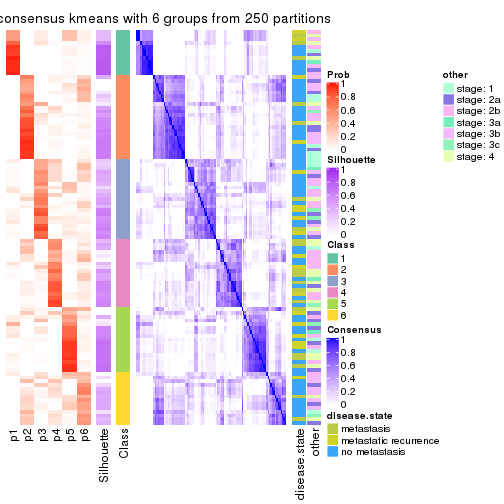 consensus kmeans with 6 groups from 250 partitions
Prob
1
0.8
0.6
0.4
0.2
0
Silhouette
1
0.8
0.6
0.4
0.2
0
Class
1
2
3
4
5
6
Consensus
1
0.8
0.6
0.4
0.2
0
disease.state
metastasis
metastatic recurrence
no metastasis
other
stage: 1
stage: 2a
stage: 2b
stage: 3a
stage: 3b
stage: 3c
stage: 4
p1
p2
p3
p4
p5
p6
Silhouette
Class
disease.state
other